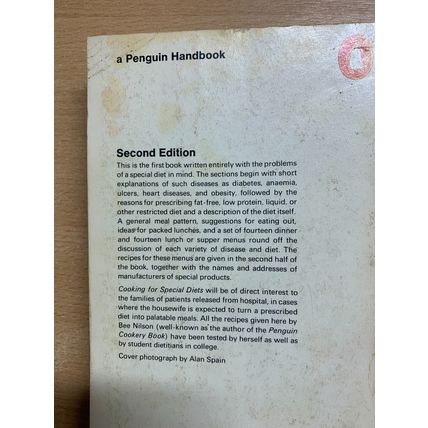 a Penguin Handbook
Second Edition
This is the first book written entirely with the problems
of a special diet in mind. The sections begin with short
explanations of such diseases as diabetes, anaemia,
ulcers, heart diseases, and obesity, followed by the
reasons for prescribing fat-free, low protein, liquid, or
other restricted diet and a description of the diet itself.
A general meal pattern, suggestions for eating out,
ideas for packed lunches, and a set of fourteen dinner
and fourteen lunch or supper menus round off the
discussion of each variety of disease and diet. The
recipes for these menus are given in the second half of
the book, together with the names and addresses of
manufacturers of special products.
Cooking for Special Diets will be of direct interest to
the families of patients released from hospital, in cases
where the housewife is expected to turn a prescribed
diet into palatable meals. All the recipes given here by
Bee Nilson (well-known as the author of the Penguin
Cookery Book) have been tested by herself as well as
by student dietitians in college.
Cover photograph by Alan Spain